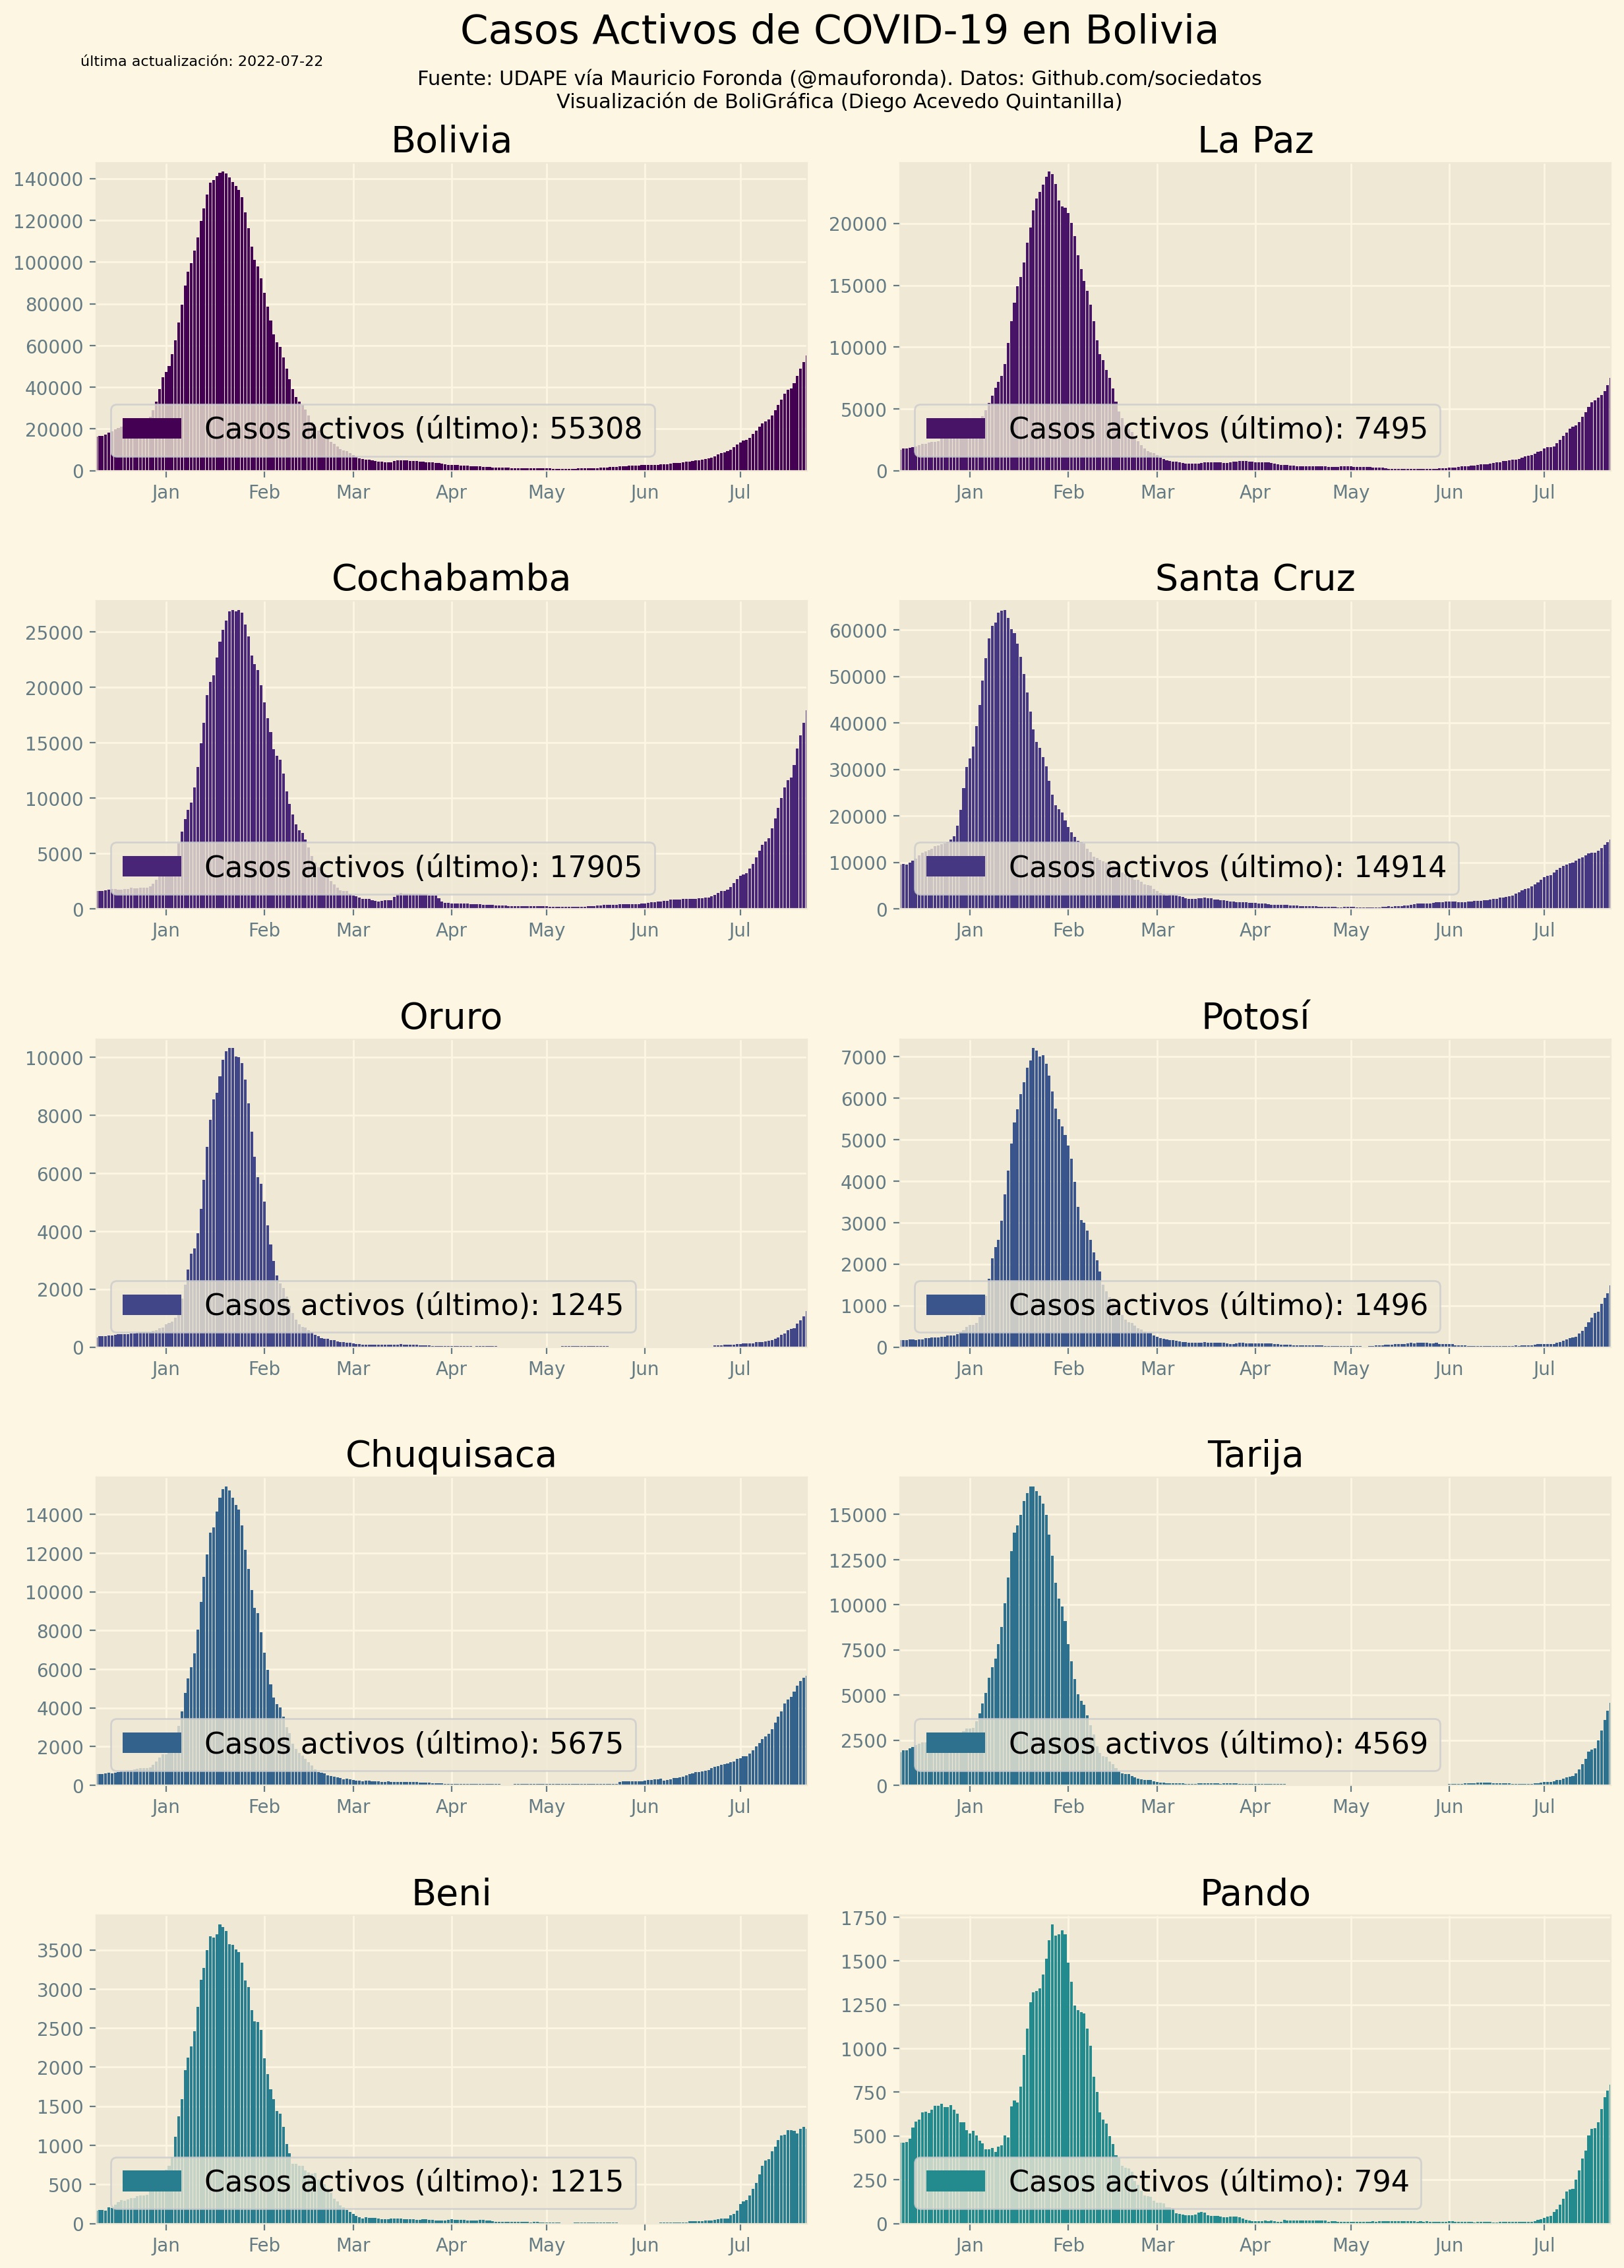 Casos Activos de COVID-19 en Bolivia
última actualización: 2022-07-22
Fuente: UDAPE vía Mauricio Foronda (@mauforonda). Datos: Github.com/sociedatos
Visualización de BoliGráfica (Diego Acevedo Quintanilla)
Bolivia
140000
120000
100000
80000
60000
40000
20000
0
Casos activos (último): 55308
Jan Feb Mar Apr May Jun Jul
La Paz
20000
15000
10000
5000
0
Casos activos (último): 7495
Jan Feb Mar Apr May Jun Jul
Cochabamba
25000
20000
15000
10000
5000
0
Casos activos (último): 17905
Jan Feb Mar Apr May Jun Jul
Santa Cruz
60000
50000
40000
30000
20000
10000
0
Casos activos (último): 14914
Jan Feb Mar Apr May Jun Jul
Oruro
10000
8000
6000
4000
2000
0
Casos activos (último): 1245
Jan Feb Mar Apr May Jun Jul
Potosí
7000
6000
5000
4000
3000
2000
1000
0
Casos activos (último): 1496
Jan Feb Mar Apr May Jun Jul
Chuquisaca
14000
12000
10000
8000
6000
4000
2000
0
Casos activos (último): 5675
Jan Feb Mar Apr May Jun Jul
Tarija
15000
12500
10000
7500
5000
2500
0
Casos activos (último): 4569
Jan Feb Mar Apr May Jun Jul
Beni
3500
3000
2500
2000
1500
1000
500
0
Casos activos (último): 1215
Jan Feb Mar Apr May Jun Jul
Pando
1750
1500
1250
1000
750
500
250
0
Casos activos (último): 794
Jan Feb Mar Apr May Jun Jul